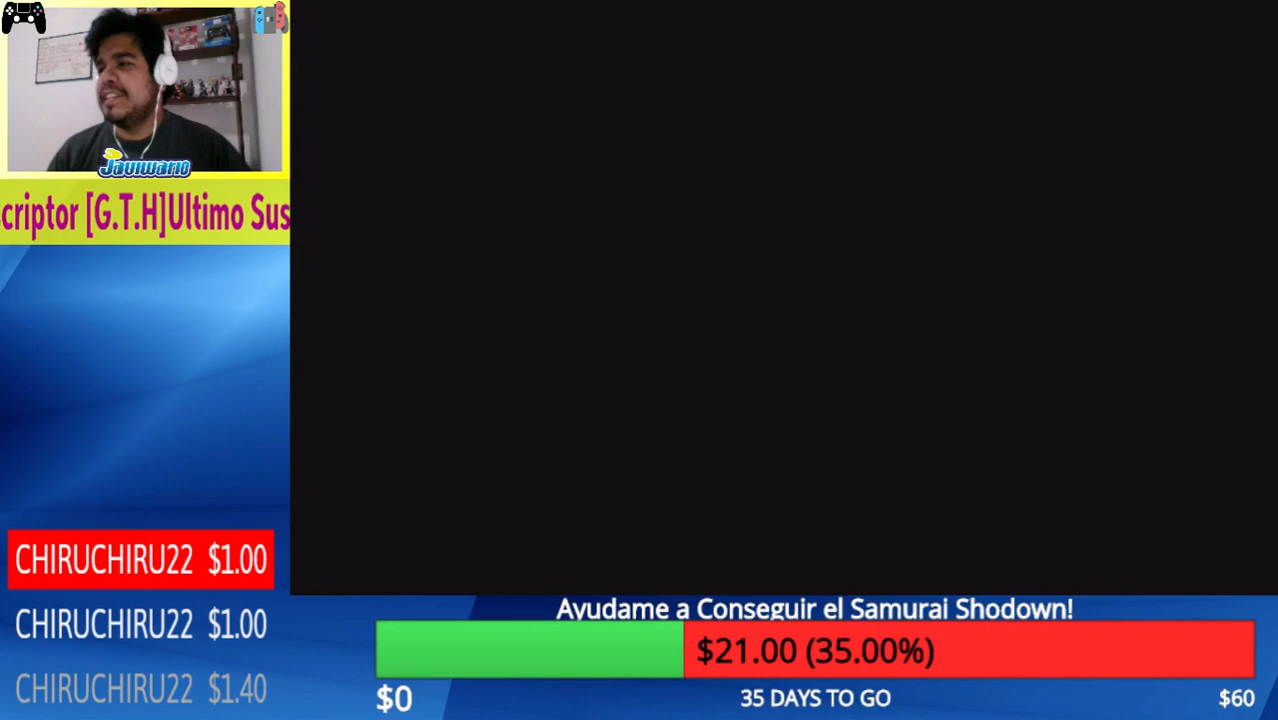 Javiwario
criptor [G.T.H]Ultimo Sus
CHIRUCHIRU22 $1.00
CHIRUCHIRU22 $1.00
CHIRUCHIRU22 $1.40
Ayudame a Conseguir el Samurai Shodown!
$21.00 (35.00%)
$0 35 DAYS TO GO $60